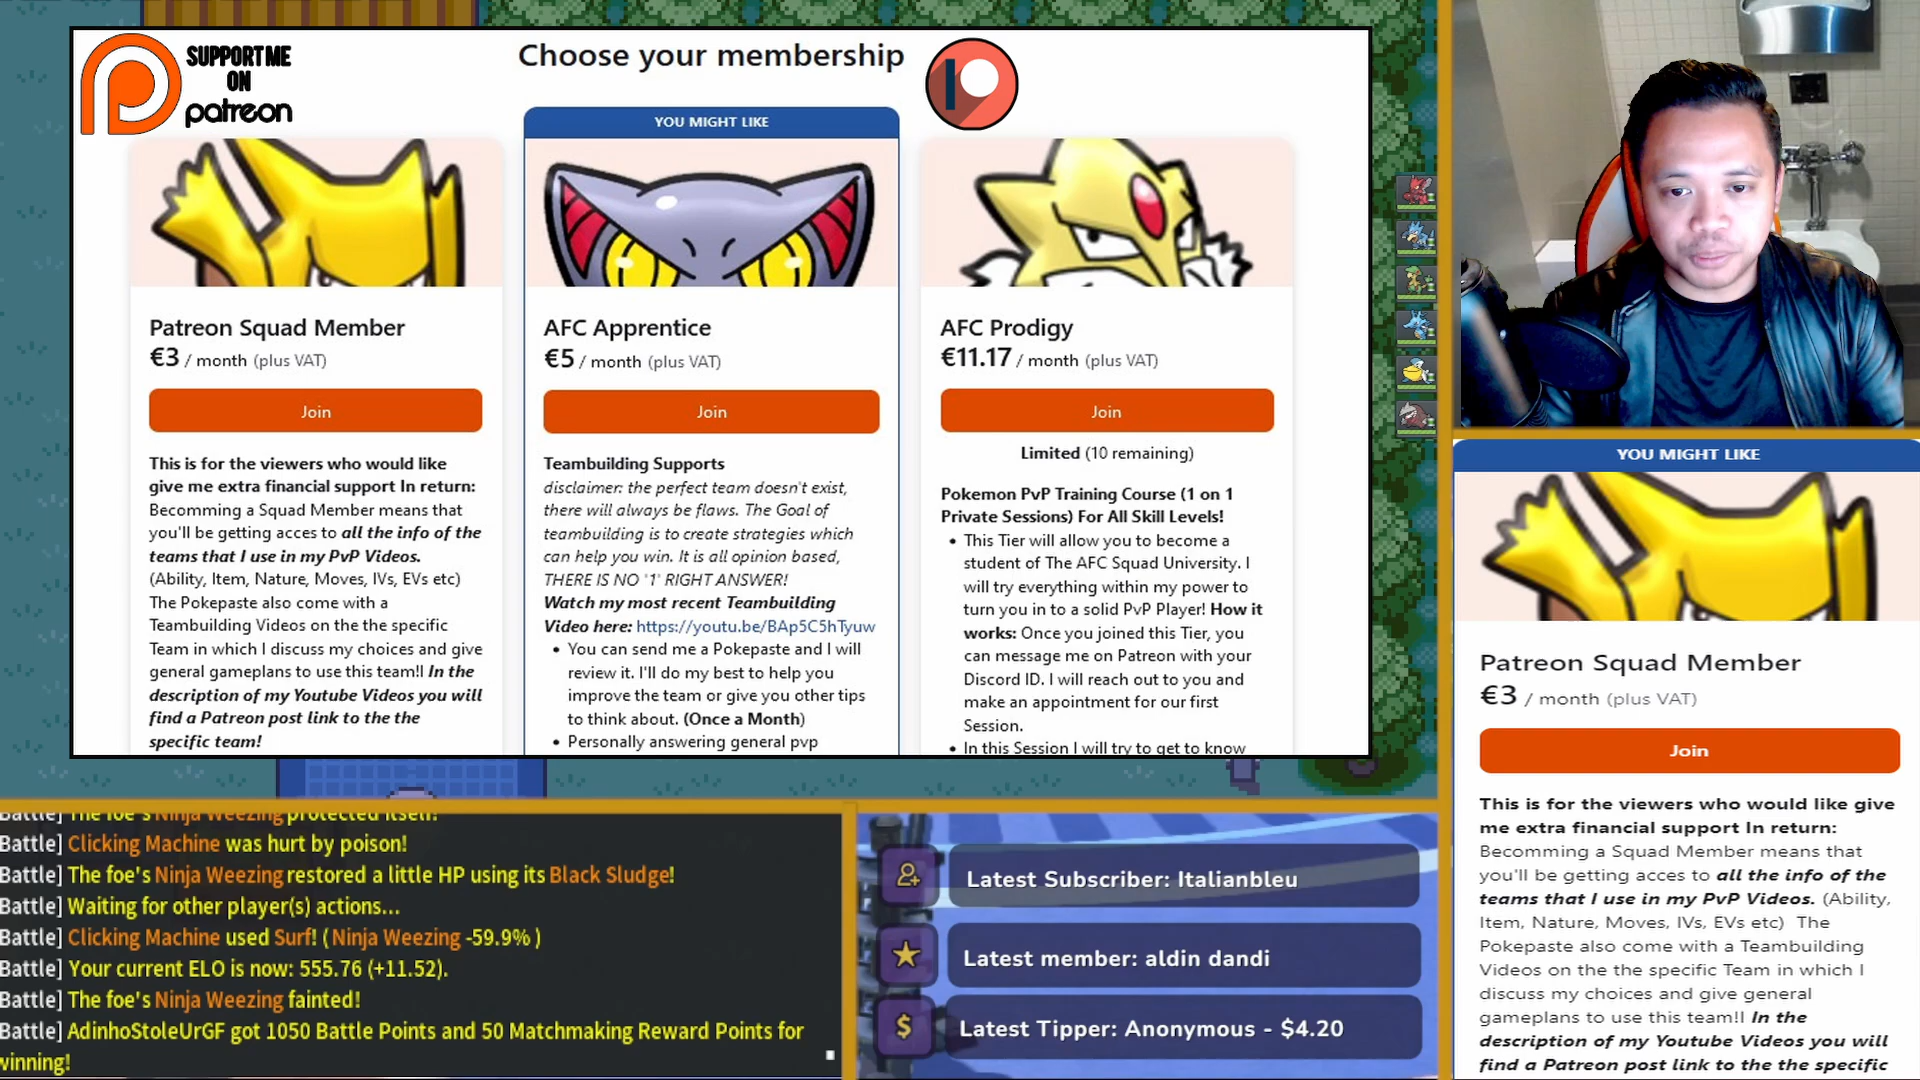 SUPPORT ME
ON
patreon
Choose your membership
YOU MIGHT LIKE
Patreon Squad Member
€3 / month (plus VAT)
Join
This is for the viewers who would like
give me extra financial support In return:
Becomming a Squad Member means that
you'll be getting acces to all the info of the
teams that I use in my PvP Videos.
(Ability, Item, Nature, Moves, IVs, EVs etc)
The Pokepaste also come with a
Teambuilding Videos on the the specific
Team in which I discuss my choices and give
general gameplans to use this team!! In the
description of my Youtube Videos you will
find a Patreon post link to the the
specific team!
AFC Apprentice
€5 / month (plus VAT)
Join
Teambuilding Supports
disclaimer: the perfect team doesn't exist,
there will always be flaws. The Goal of
teambuilding is to create strategies which
can help you win. It is all opinion based,
THERE IS NO '1' RIGHT ANSWER!
Watch my most recent Teambuilding
Video here: https://youtu.be/BAp5C5hTyuw
• You can send me a Pokepaste and I will
review it. I'll do my best to help you
improve the team or give you other tips
to think about. (Once a Month)
• Personally answering general pvp
AFC Prodigy
€11.17 / month (plus VAT)
Join
Limited (10 remaining)
Pokemon PvP Training Course (1 on 1
Private Sessions) For All Skill Levels!
• This Tier will allow you to become a
student of The AFC Squad University. I
will try everything within my power to
turn you in to a solid PvP Player! How it
works: Once you joined this Tier, you
can message me on Patreon with your
Discord ID. I will reach out to you and
make an appointment for our first
Session.
• In this Session I will try to get to know
Battle] The foe's Ninja Weezing protected itself!
Battle] Clicking Machine was hurt by poison!
Battle] The foe's Ninja Weezing restored a little HP using its Black Sludge!
Battle] Waiting for other player(s) actions...
Battle] Clicking Machine used Surf! ( Ninja Weezing -59.9% )
Battle] Your current ELO is now: 555.76 (+11.52).
Battle] The foe's Ninja Weezing fainted!
Battle] AdinhoStoleUrGF got 1050 Battle Points and 50 Matchmaking Reward Points for
winning!
Latest Subscriber: Italianbleu
Latest member: aldin dandi
Latest Tipper: Anonymous - $4.20
YOU MIGHT LIKE
Patreon Squad Member
€3 / month (plus VAT)
Join
This is for the viewers who would like give
me extra financial support In return:
Becomming a Squad Member means that
you'll be getting acces to all the info of the
teams that I use in my PvP Videos. (Ability,
Item, Nature, Moves, IVs, EVs etc) The
Pokepaste also come with a Teambuilding
Videos on the the specific Team in which I
discuss my choices and give general
gameplans to use this team!! In the
description of my Youtube Videos you will
find a Patreon post link to the the specific